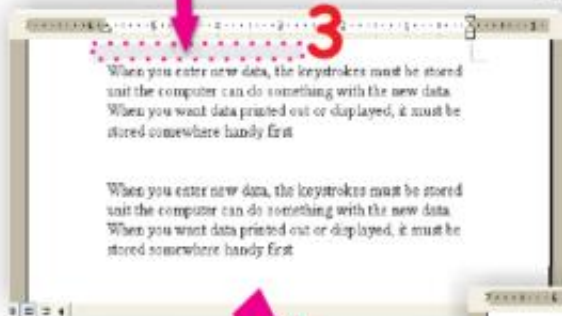 3
When you enter new data, the keystrokes must be stored
unit the computer can do something with the new data
When you want data printed out or displayed, it must be
stored somewhere handy first
When you enter new data, the keystrokes must be stored
unit the computer can do something with the new data
When you want data printed out or displayed, it must be
stored somewhere handy first